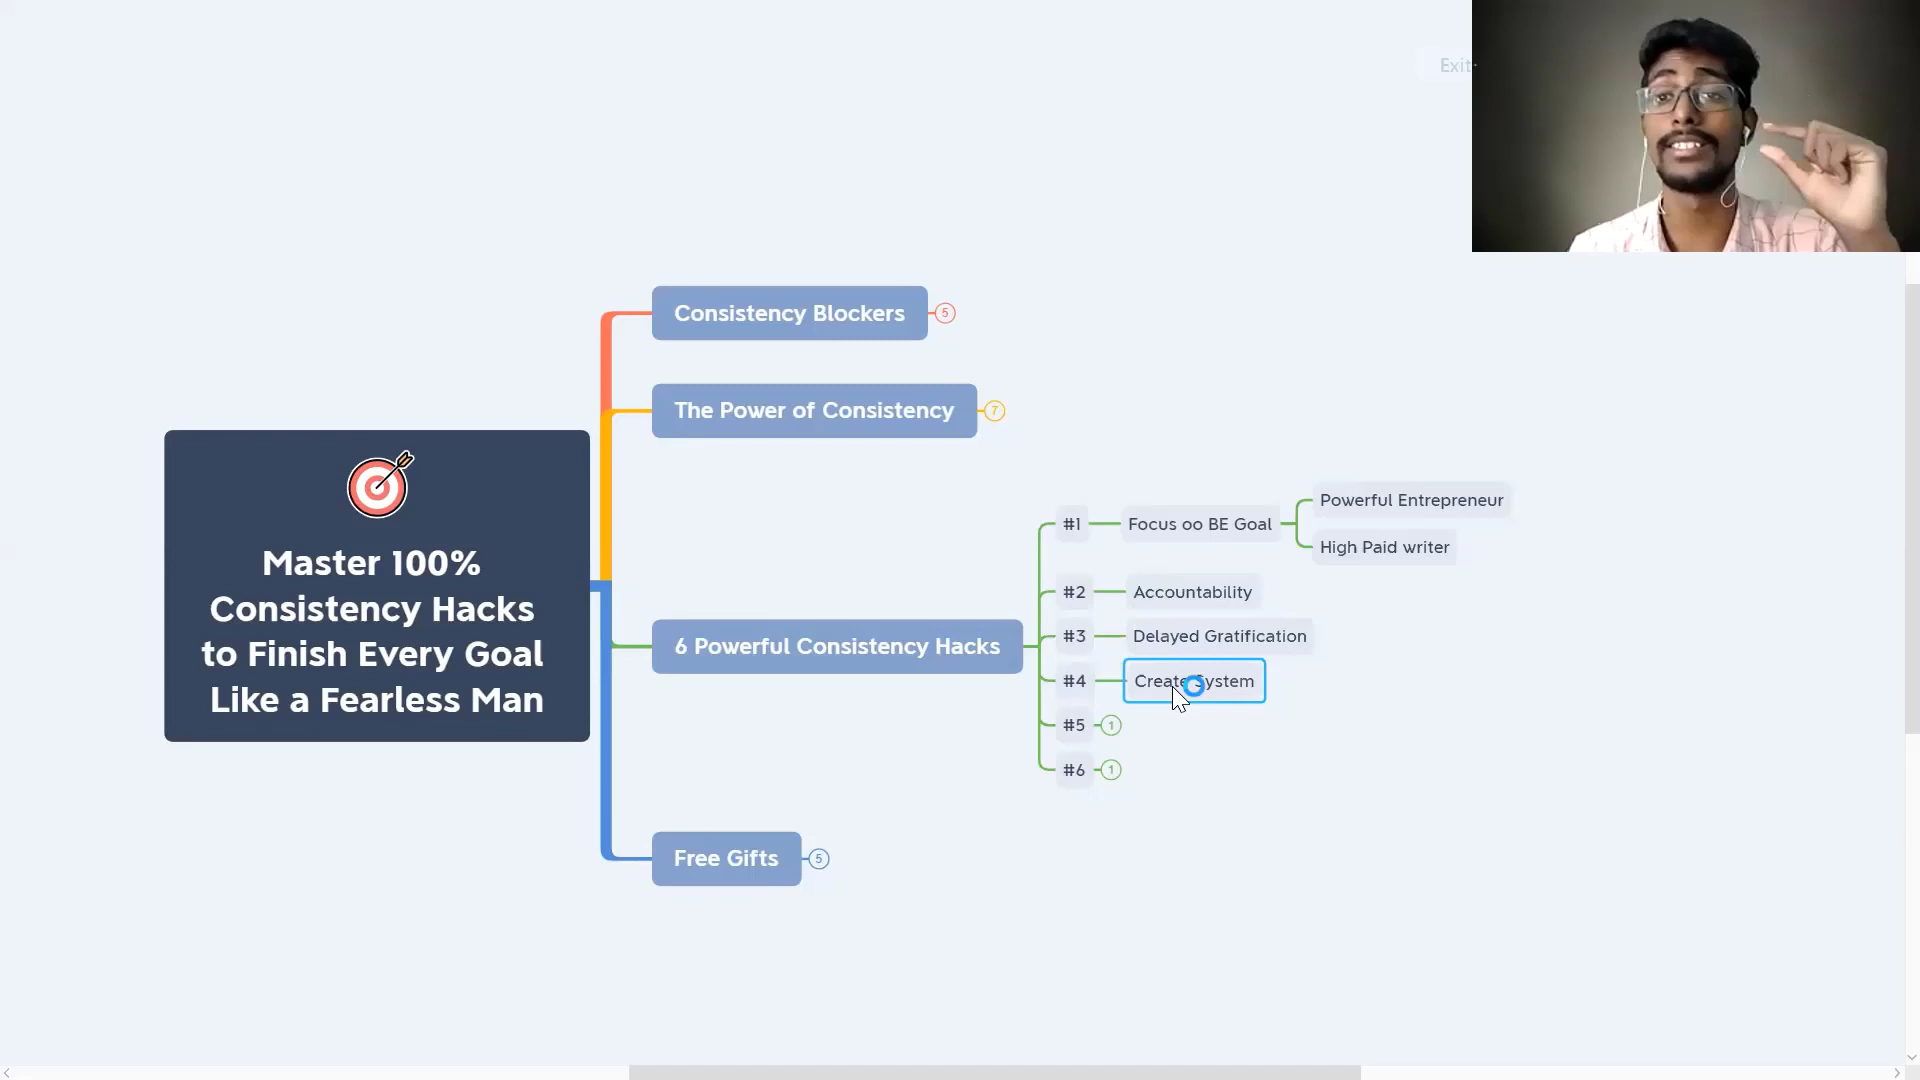 Exit
Consistency Blockers
5
The Power of Consistency
7
Master 100%
Consistency Hacks
to Finish Every Goal
Like a Fearless Man
6 Powerful Consistency Hacks
#1
Focus oo BE Goal
Powerful Entrepreneur
High Paid writer
#2
Accountability
#3
Delayed Gratification
#4
Create System
#5
1
#6
1
Free Gifts
5